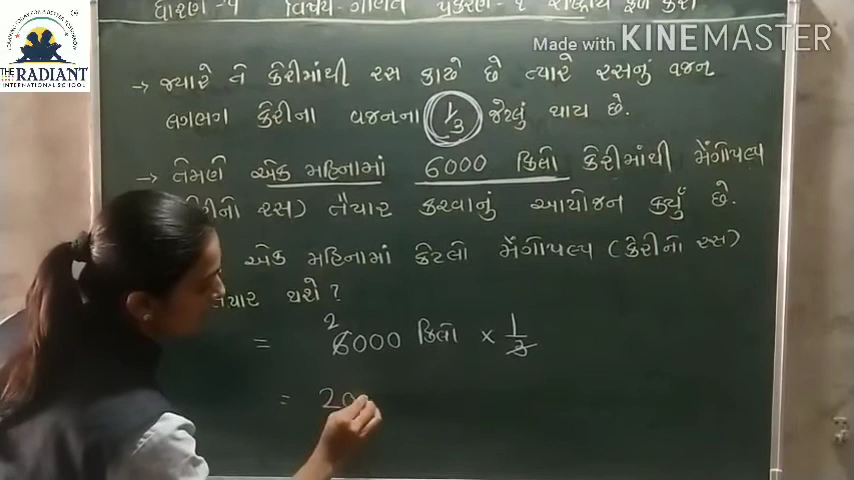 ધોરણ - ૫ વિષય - ગણિત પ્રકરણ -
Made with KINEMASTER
THE RADIANT
INTERNATIONAL SCHOOL
→ જ્યારે તે કેરીમાંથી રસ કાઢે છે ત્યારે રસનું વજન
લગભગ કેરીના વજનના 1/3 જેટલું થાય છે.
→ તેમણે એક મહિનામાં 6000 કિલો કેરીમાંથી મેંગોપલ્પ
રસ) તૈયાર કરવાનું આયોજન કર્યું છે.
એક મહિનામાં કેટલો મેંગોપલ્પ (કેરીનો રસ)
થશે ?
2
= 6000 કિલો × 1/3
= 20